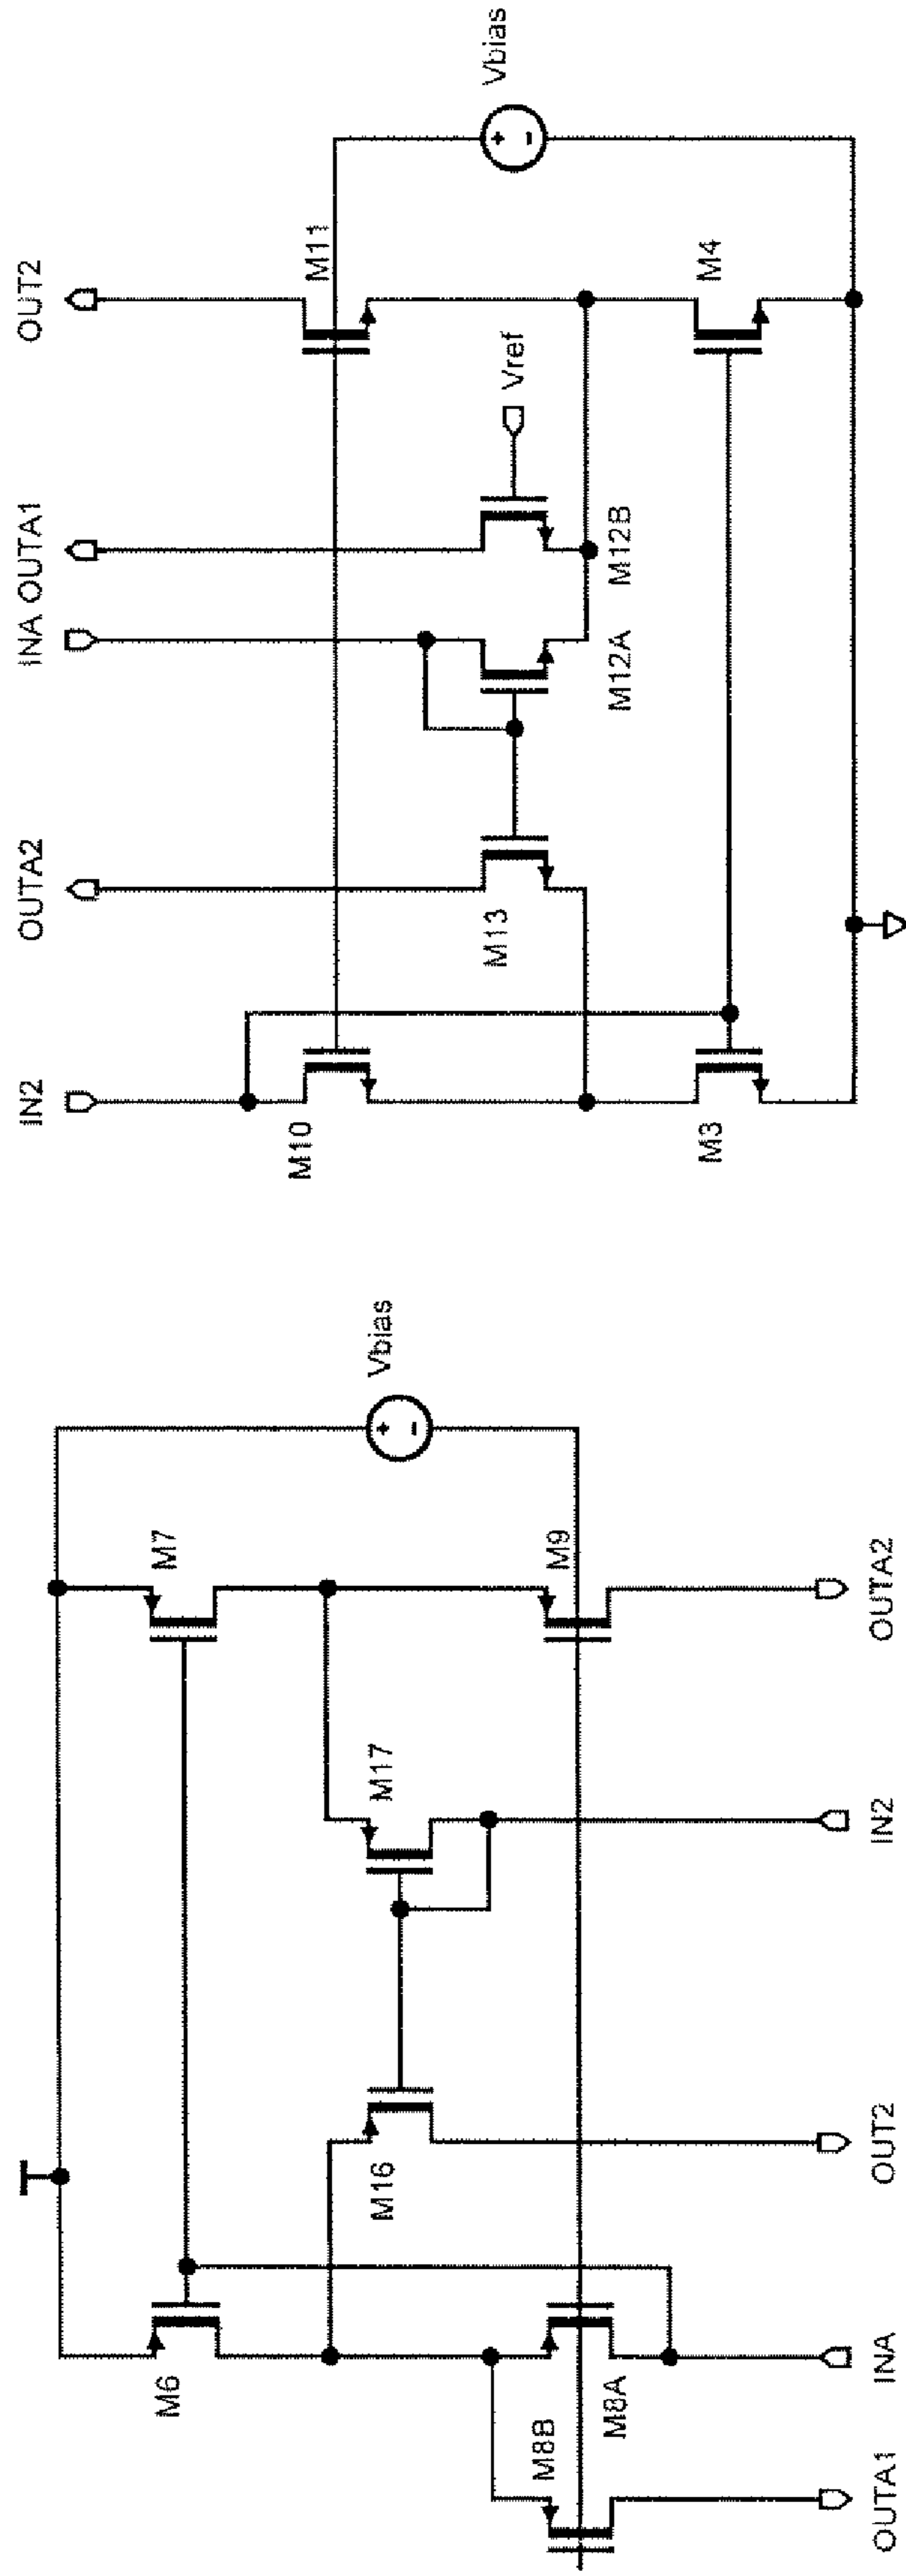 OUT2
INA OUTA1
OUTA2
IN2
M11
Vbias
+
-
M10
Vref
M13
M12A
M12B
M4
M3
Vbias
+
-
M7
M6
M17
M16
M9
M8B
M8A
OUTA2
IN2
OUT2
INA
OUTA1